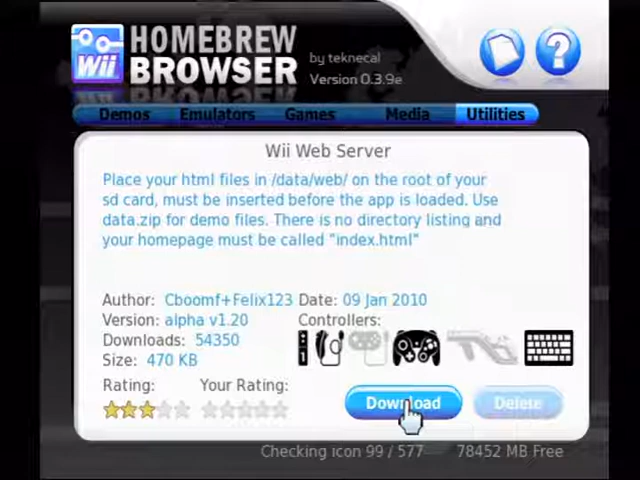 Wii
HOMEBREW
BROWSER
by teknecal
Version 0.3.9e
?
Demos Emulators Games Media Utilities
Wii Web Server
Place your html files in /data/web/ on the root of your
sd card, must be inserted before the app is loaded. Use
data.zip for demo files. There is no directory listing and
your homepage must be called "index.html"
Author: Cboomf+Felix123 Date: 09 Jan 2010
Version: alpha v1.20 Controllers:
Downloads: 54350
Size: 470 KB
Rating: Your Rating:
Download Delete
Checking icon 99 / 577 78452 MB Free